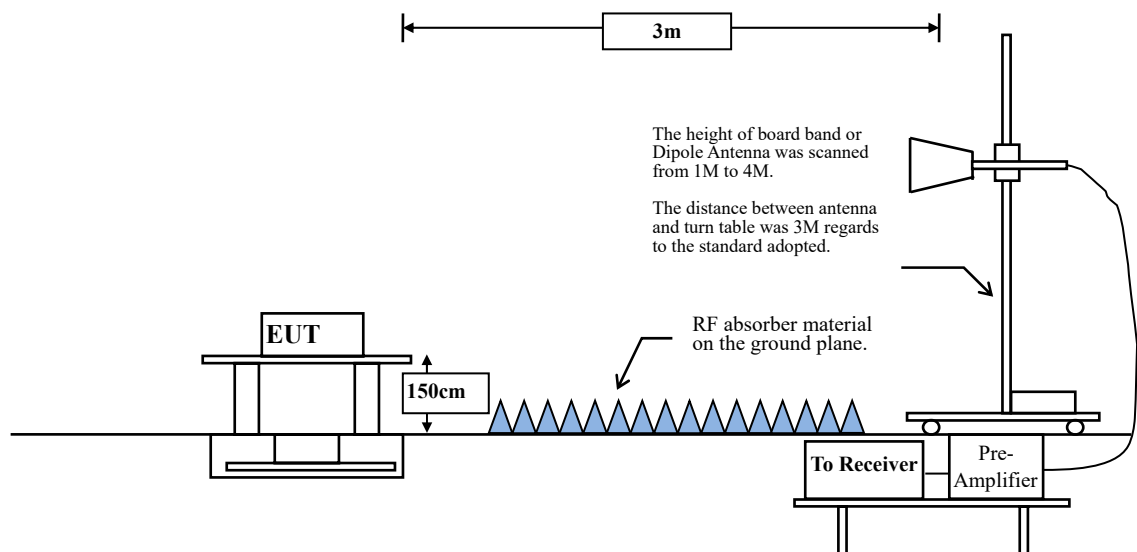 3m
The height of board band or
Dipole Antenna was scanned
from 1M to 4M.
The distance between antenna
and turn table was 3M regards
to the standard adopted.
RF absorber material
on the ground plane.
EUT
150cm
To Receiver
Pre-
Amplifier